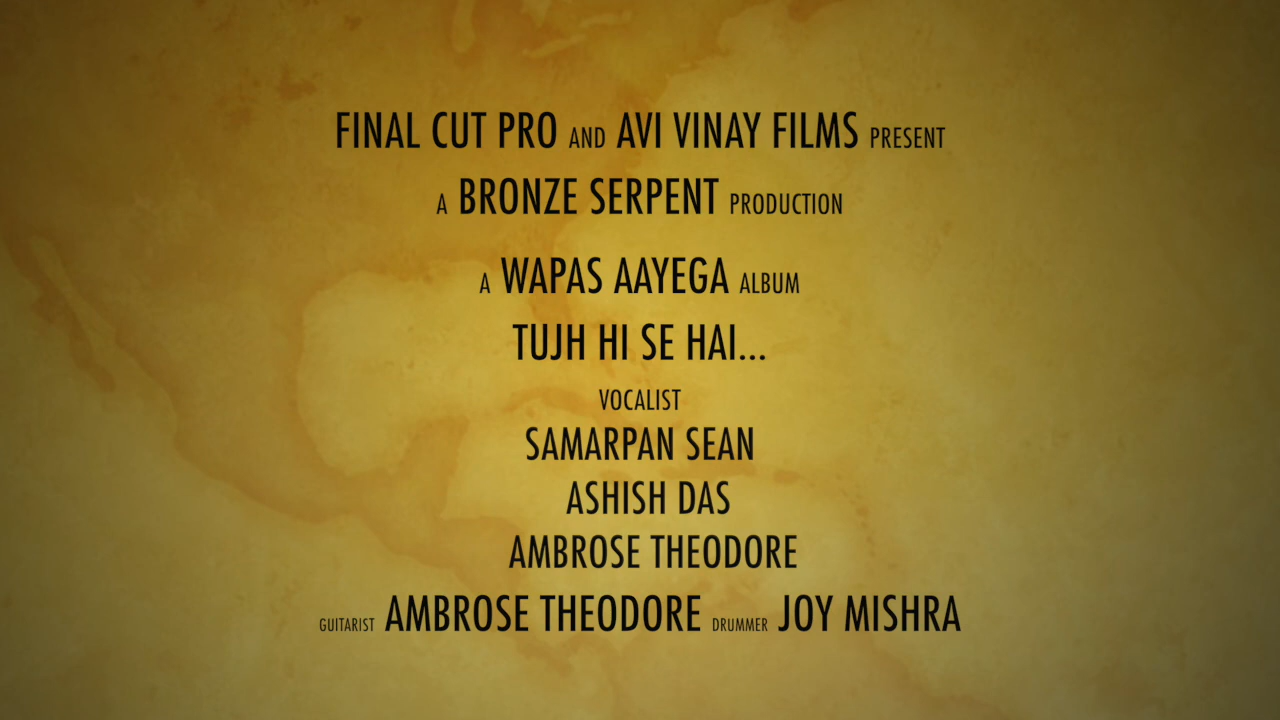 FINAL CUT PRO AND AVI VINAY FILMS PRESENT
A BRONZE SERPENT PRODUCTION
A WAPAS AAYEGA ALBUM
TUJH HI SE HAI...
VOCALIST
SAMARPAN SEAN
ASHISH DAS
AMBROSE THEODORE
GUITARIST AMBROSE THEODORE DRUMMER JOY MISHRA